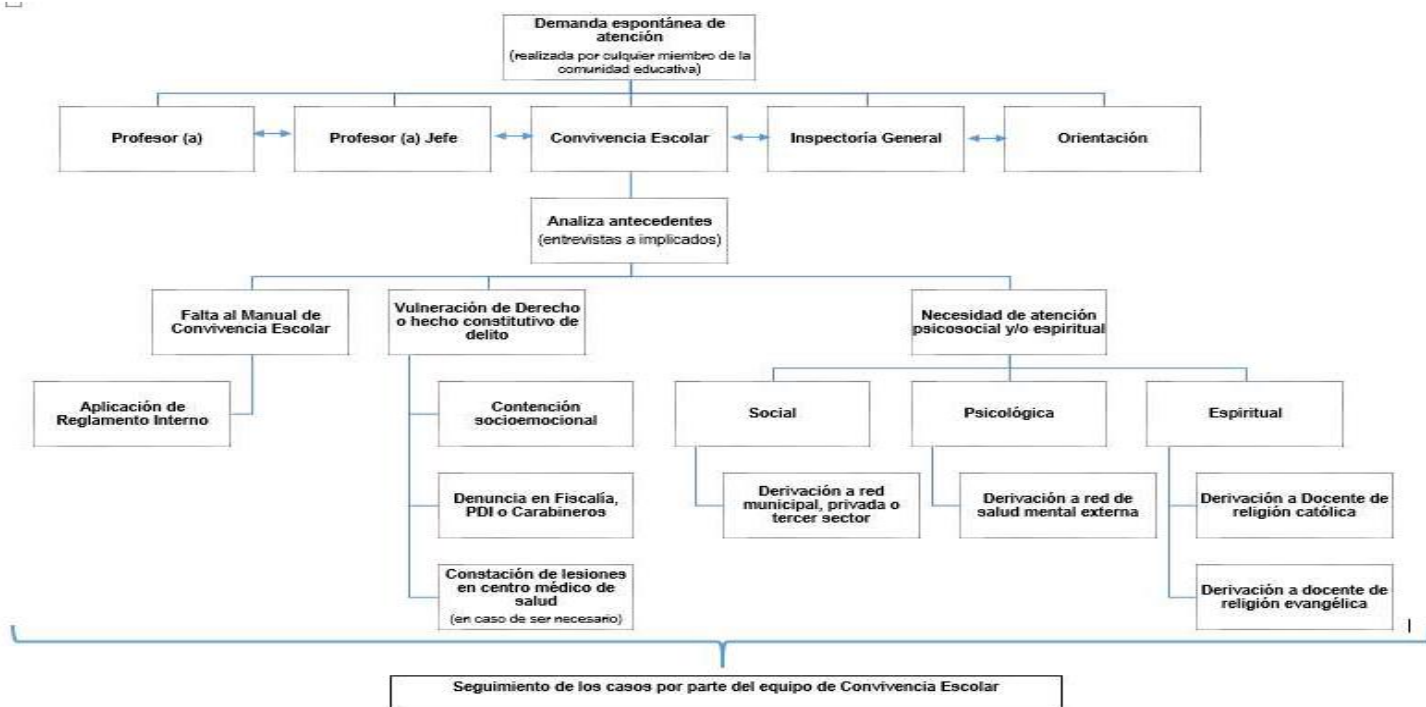 Demanda espontánea de
atención
(realizada por culquier miembro de la
comunidad educativa)
Profesor (a)
Profesor (a) Jefe
Convivencia Escolar
Inspectoría General
Orientación
Analiza antecedentes
(entrevistas a implicados)
Falta al Manual de
Convivencia Escolar
Vulneración de Derecho
o hecho constitutivo de
delito
Necesidad de atención
psicosocial y/o espiritual
Aplicación de
Reglamento Interno
Contención
socioemocional
Social
Psicológica
Espiritual
Denuncia en Fiscalía,
PDI o Carabineros
Derivación a red
municipal, privada o
tercer sector
Derivación a red de
salud mental externa
Derivación a Docente de
religión católica
Constación de lesiones
en centro médico de
salud
(en caso de ser necesario)
Derivación a docente de
religión evangélica
Seguimiento de los casos por parte del equipo de Convivencia Escolar